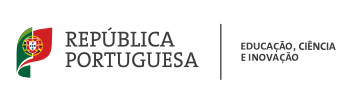 REPÚBLICA
PORTUGUESA
EDUCAÇÃO, CIÊNCIA
E INOVAÇÃO